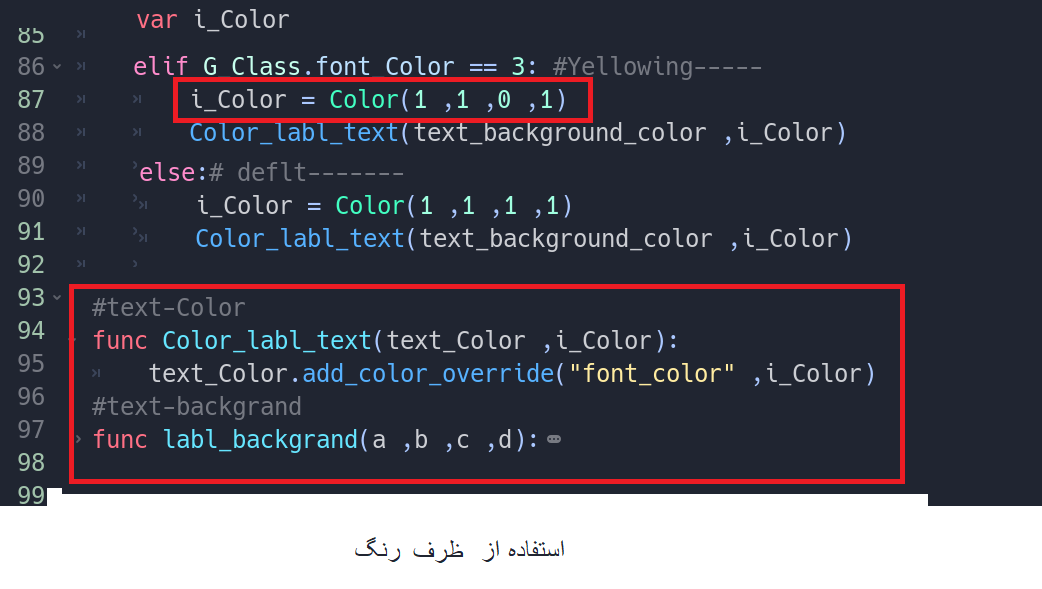 85 var i_Color
86 elif G_Class.font_Color == 3: #Yellowing-----
87 i_Color = Color(1 ,1 ,0 ,1)
88 Color_labl_text(text_background_color ,i_Color)
89 else:# deflt-------
90 i_Color = Color(1 ,1 ,1 ,1)
91 Color_labl_text(text_background_color ,i_Color)
92
93 #text-Color
94 func Color_labl_text(text_Color ,i_Color):
95 text_Color.add_color_override("font_color" ,i_Color)
96 #text-backgrand
97 func labl_backgrand(a ,b ,c ,d):
98
99
استفاده از ظرف رنگ